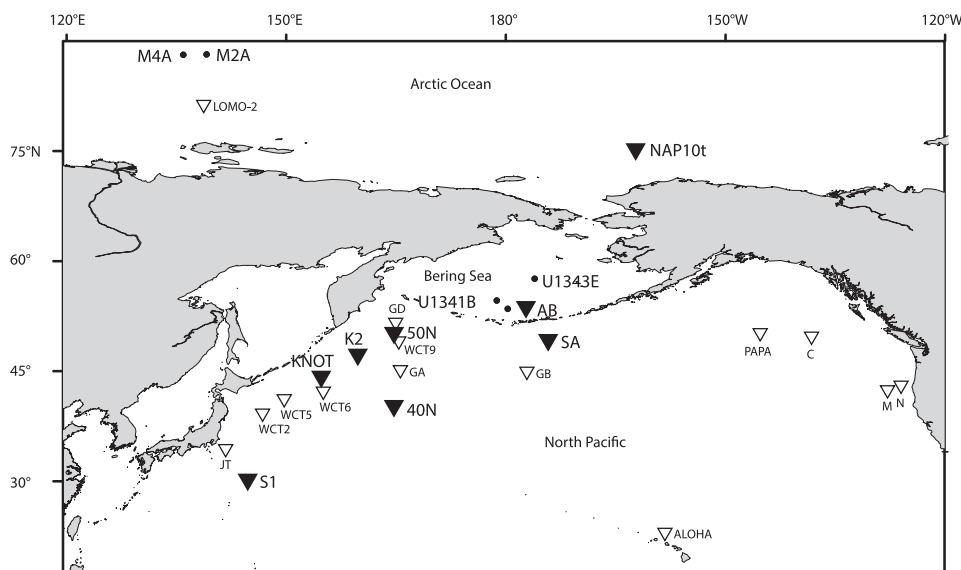 120°E 150°E 180° 150°W 120°W
M4A M2A
Arctic Ocean
LOMO-2
75°N
NAP10t
60°
Bering Sea
U1343E
U1341B
GD
AB
50N
K2
WCT9
SA
PAPA
C
KNOT
45°
GA
GB
WCT6
M N
WCT5
40N
WCT2
North Pacific
JT
30°
S1
ALOHA